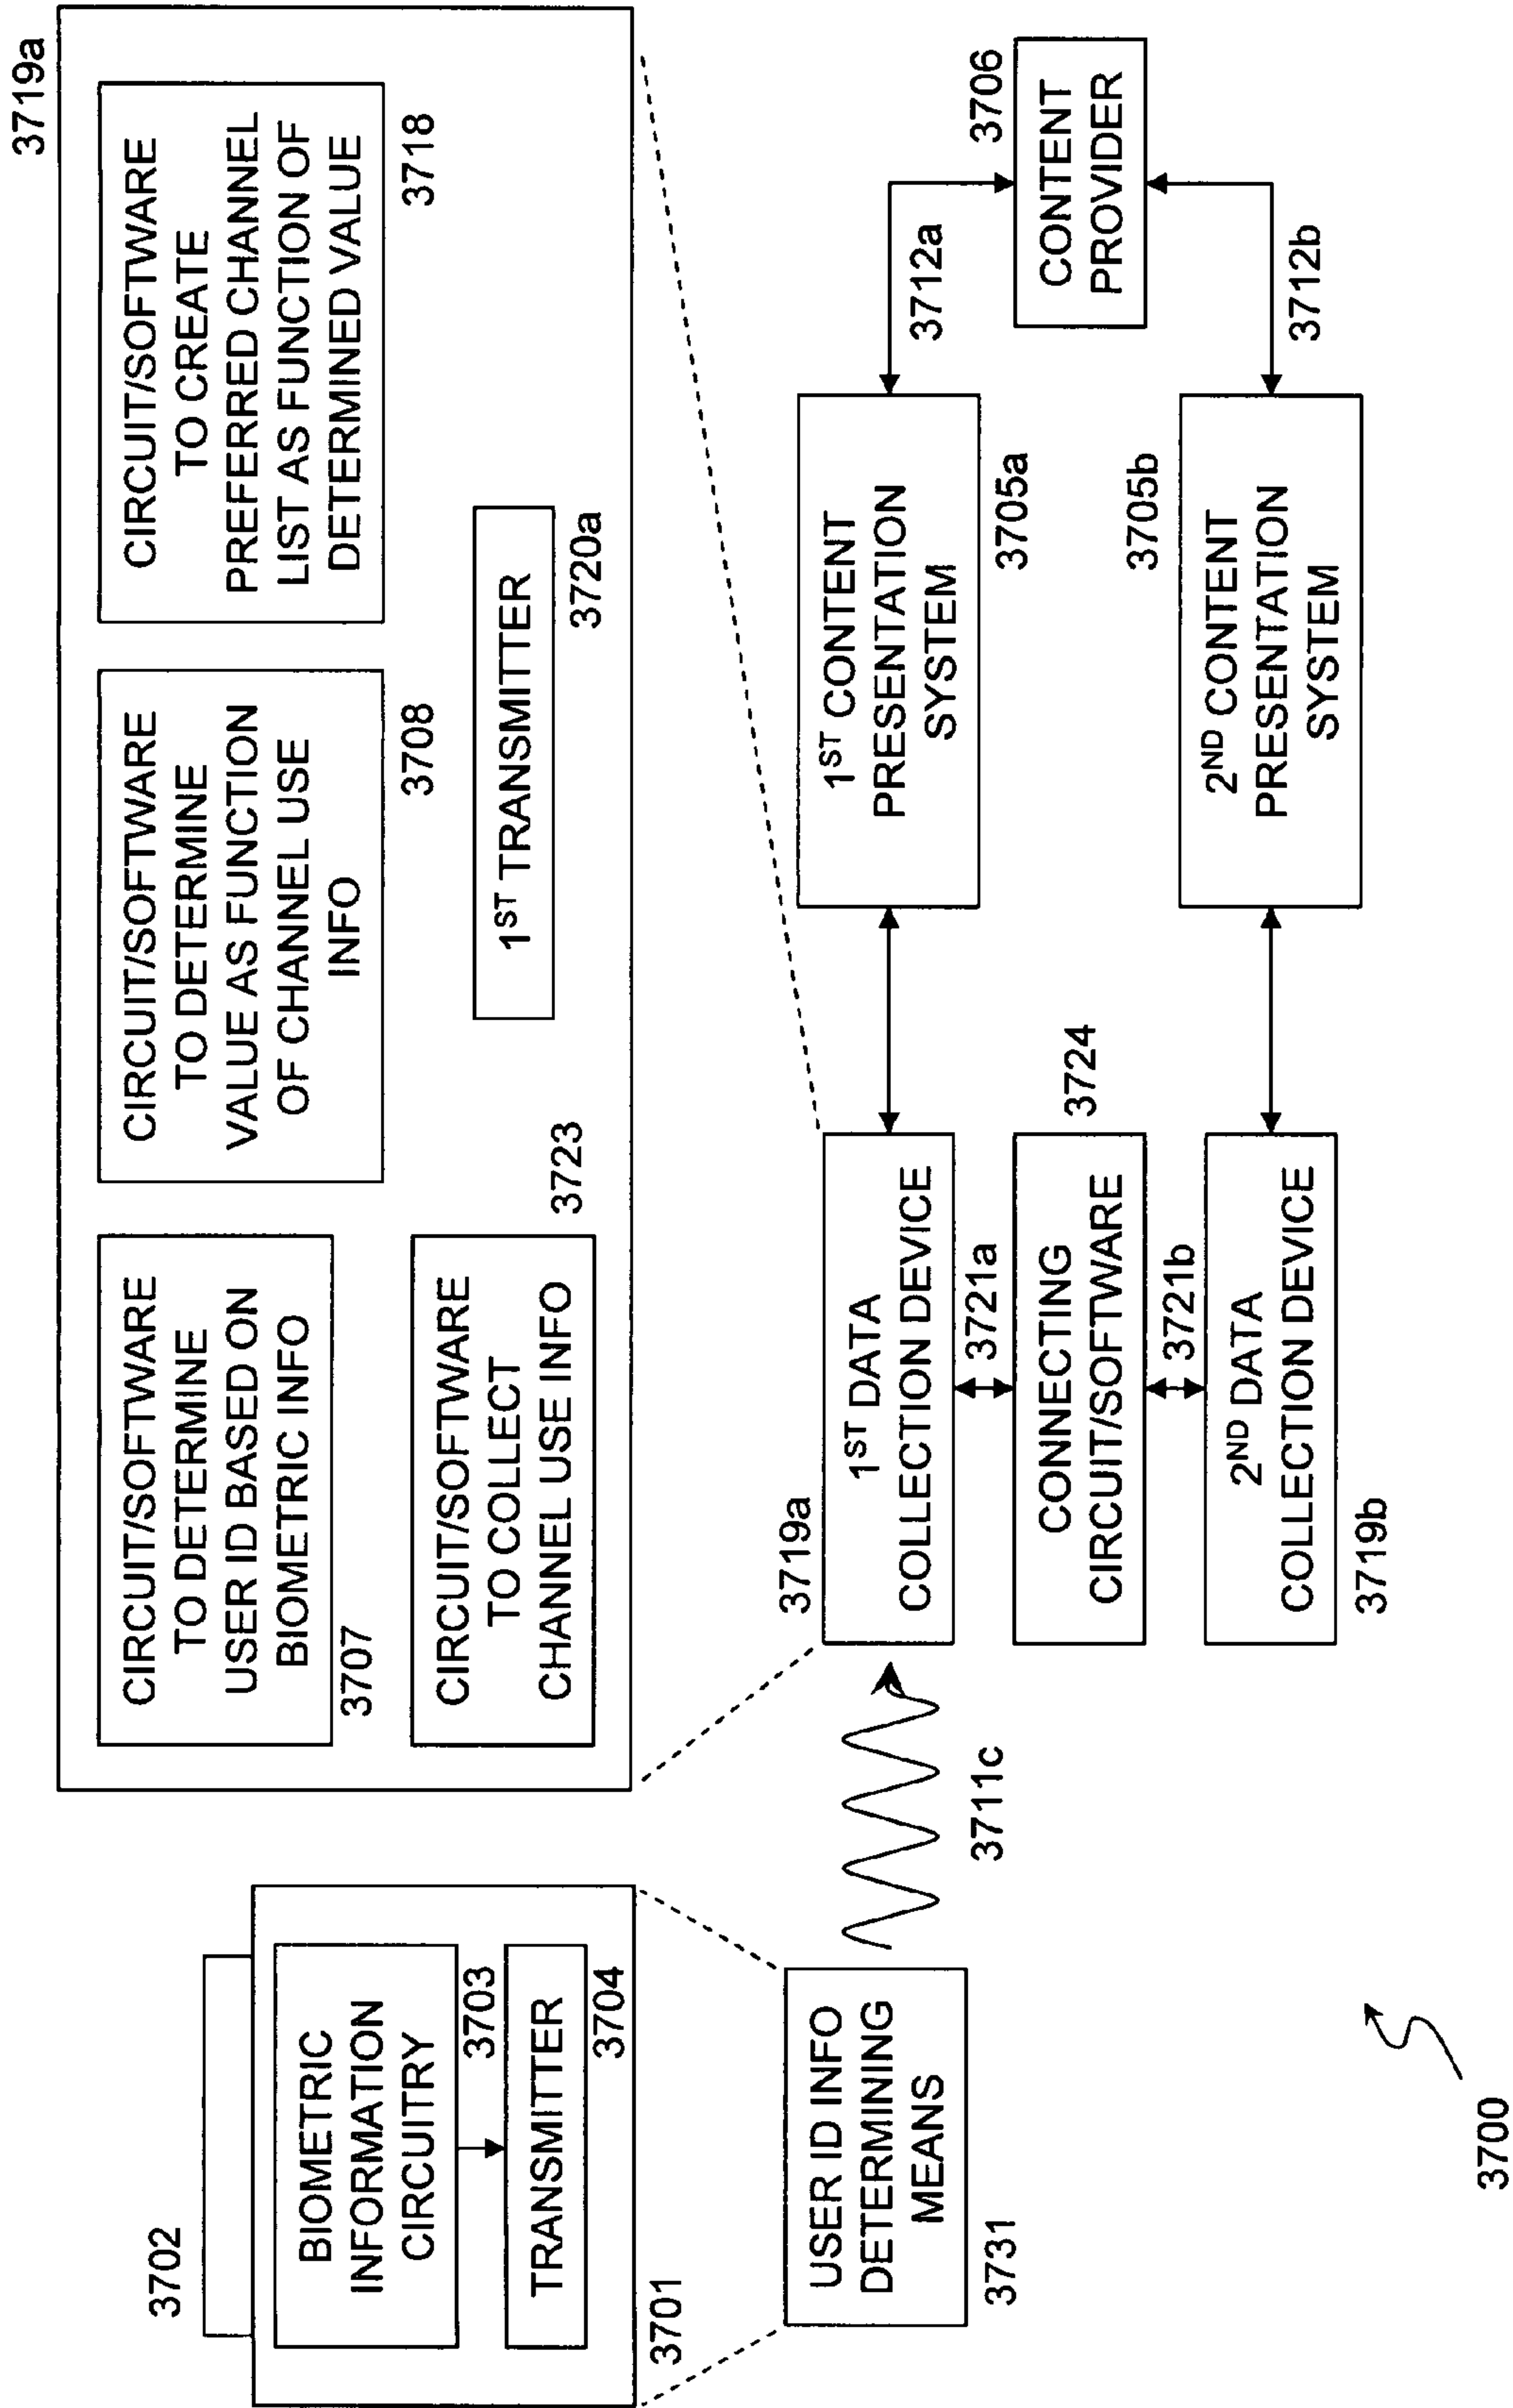 3702
BIOMETRIC
INFORMATION
CIRCUITRY
3703
TRANSMITTER
3704
3701
USER ID INFO
DETERMINING
MEANS
3731
3711c
3700
3719a
CIRCUIT/SOFTWARE
TO DETERMINE
USER ID BASED ON
BIOMETRIC INFO
3707
CIRCUIT/SOFTWARE
TO COLLECT
CHANNEL USE INFO
3723
CIRCUIT/SOFTWARE
TO DETERMINE
VALUE AS FUNCTION
OF CHANNEL USE
INFO
3708
CIRCUIT/SOFTWARE
TO CREATE
PREFERRED CHANNEL
LIST AS FUNCTION OF
DETERMINED VALUE
3718
1ST TRANSMITTER
3720a
3719a
1ST DATA
COLLECTION DEVICE
3721a
CONNECTING
CIRCUIT/SOFTWARE
3724
3721b
2ND DATA
COLLECTION DEVICE
3719b
1ST CONTENT
PRESENTATION
SYSTEM
3705a
2ND CONTENT
PRESENTATION
SYSTEM
3705b
3712a
3706
CONTENT
PROVIDER
3712b